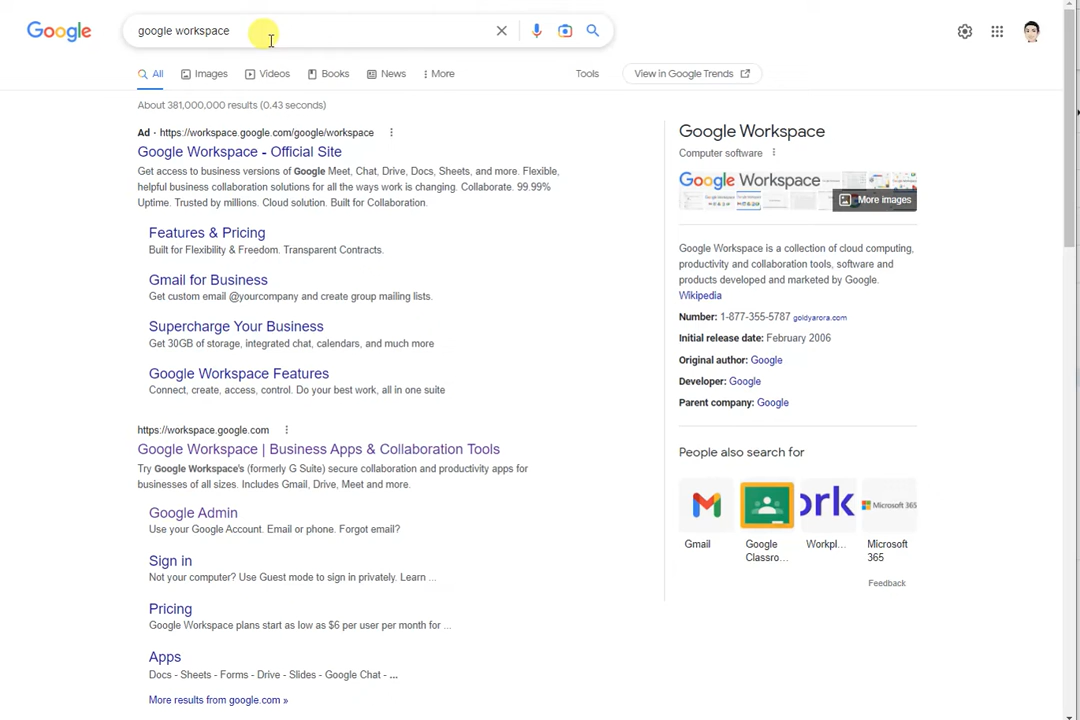 Google
google workspace
All
Images
Videos
Books
News
More
Tools
View in Google Trends
About 381,000,000 results (0.43 seconds)
Ad · https://workspace.google.com/google/workspace
Google Workspace - Official Site
Get access to business versions of Google Meet, Chat, Drive, Docs, Sheets, and more. Flexible,
helpful business collaboration solutions for all the ways work is changing. Collaborate. 99.99%
Uptime. Trusted by millions. Cloud solution. Built for Collaboration.
Features & Pricing
Built for Flexibility & Freedom. Transparent Contracts.
Gmail for Business
Get custom email @yourcompany and create group mailing lists.
Supercharge Your Business
Get 30GB of storage, integrated chat, calendars, and much more
Google Workspace Features
Connect, create, access, control. Do your best work, all in one suite
https://workspace.google.com
Google Workspace | Business Apps & Collaboration Tools
Try Google Workspace's (formerly G Suite) secure collaboration and productivity apps for
businesses of all sizes. Includes Gmail, Drive, Meet and more.
Google Admin
Use your Google Account. Email or phone. Forgot email?
Sign in
Not your computer? Use Guest mode to sign in privately. Learn ...
Pricing
Google Workspace plans start as low as $6 per user per month for ...
Apps
Docs - Sheets - Forms - Drive - Slides - Google Chat - ...
More results from google.com »
Google Workspace
Computer software
Google Workspace
More images
Google Workspace is a collection of cloud computing,
productivity and collaboration tools, software and
products developed and marketed by Google.
Wikipedia
Number: 1-877-355-5787 goldyarora.com
Initial release date: February 2006
Original author: Google
Developer: Google
Parent company: Google
People also search for
ork
Microsoft 365
Gmail
Google
Classro...
Workpl...
Microsoft
365
Feedback